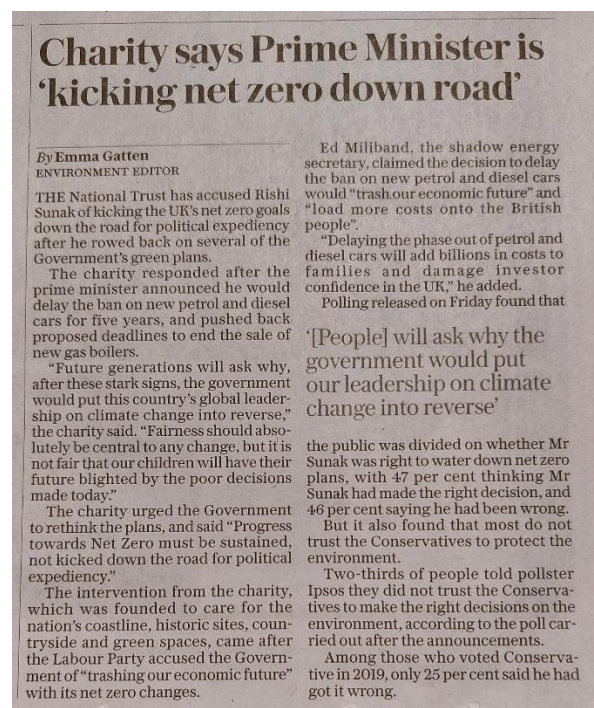 Charity says Prime Minister is
‘kicking net zero down road’
By Emma Gatten
ENVIRONMENT EDITOR
THE National Trust has accused Rishi
Sunak of kicking the UK’s net zero goals
down the road for political expediency
after he rowed back on several of the
Government’s green plans.
The charity responded after the
prime minister announced he would
delay the ban on new petrol and diesel
cars for five years, and pushed back
proposed deadlines to end the sale of
new gas boilers.
“Future generations will ask why,
after these stark signs, the government
would put this country’s global leader-
ship on climate change into reverse,”
the charity said. “Fairness should abso-
lutely be central to any change, but it is
not fair that our children will have their
future blighted by the poor decisions
made today.”
The charity urged the Government
to rethink the plans, and said “Progress
towards Net Zero must be sustained,
not kicked down the road for political
expediency.”
The intervention from the charity,
which was founded to care for the
nation’s coastline, historic sites, coun-
tryside and green spaces, came after
the Labour Party accused the Govern-
ment of “trashing our economic future”
with its net zero changes.
Ed Miliband, the shadow energy
secretary, claimed the decision to delay
the ban on new petrol and diesel cars
would “trash our economic future” and
“load more costs onto the British
people”.
“Delaying the phase out of petrol and
diesel cars will add billions in costs to
families and damage investor
confidence in the UK,” he added.
Polling released on Friday found that
‘[People] will ask why the
government would put
our leadership on climate
change into reverse’
the public was divided on whether Mr
Sunak was right to water down net zero
plans, with 47 per cent thinking Mr
Sunak had made the right decision, and
46 per cent saying he had been wrong.
But it also found that most do not
trust the Conservatives to protect the
environment.
Two-thirds of people told pollster
Ipsos they did not trust the Conserva-
tives to make the right decisions on the
environment, according to the poll car-
ried out after the announcements.
Among those who voted Conserva-
tive in 2019, only 25 per cent said he had
got it wrong.